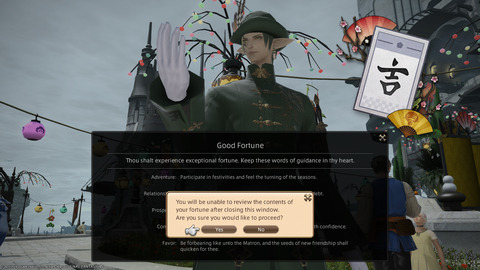 吉
Good Fortune
Thou shalt experience exceptional fortune. Keep these words of guidance in thy heart.
Adventure: Participate in festivities and feel the turning of the seasons.
You will be unable to review the contents of
your fortune after closing this window.
Are you sure you would like to proceed?
Yes No
confidence.
Favor: Be forbearing like unto the Matron, and the seeds of new friendship shall
quicken for thee.